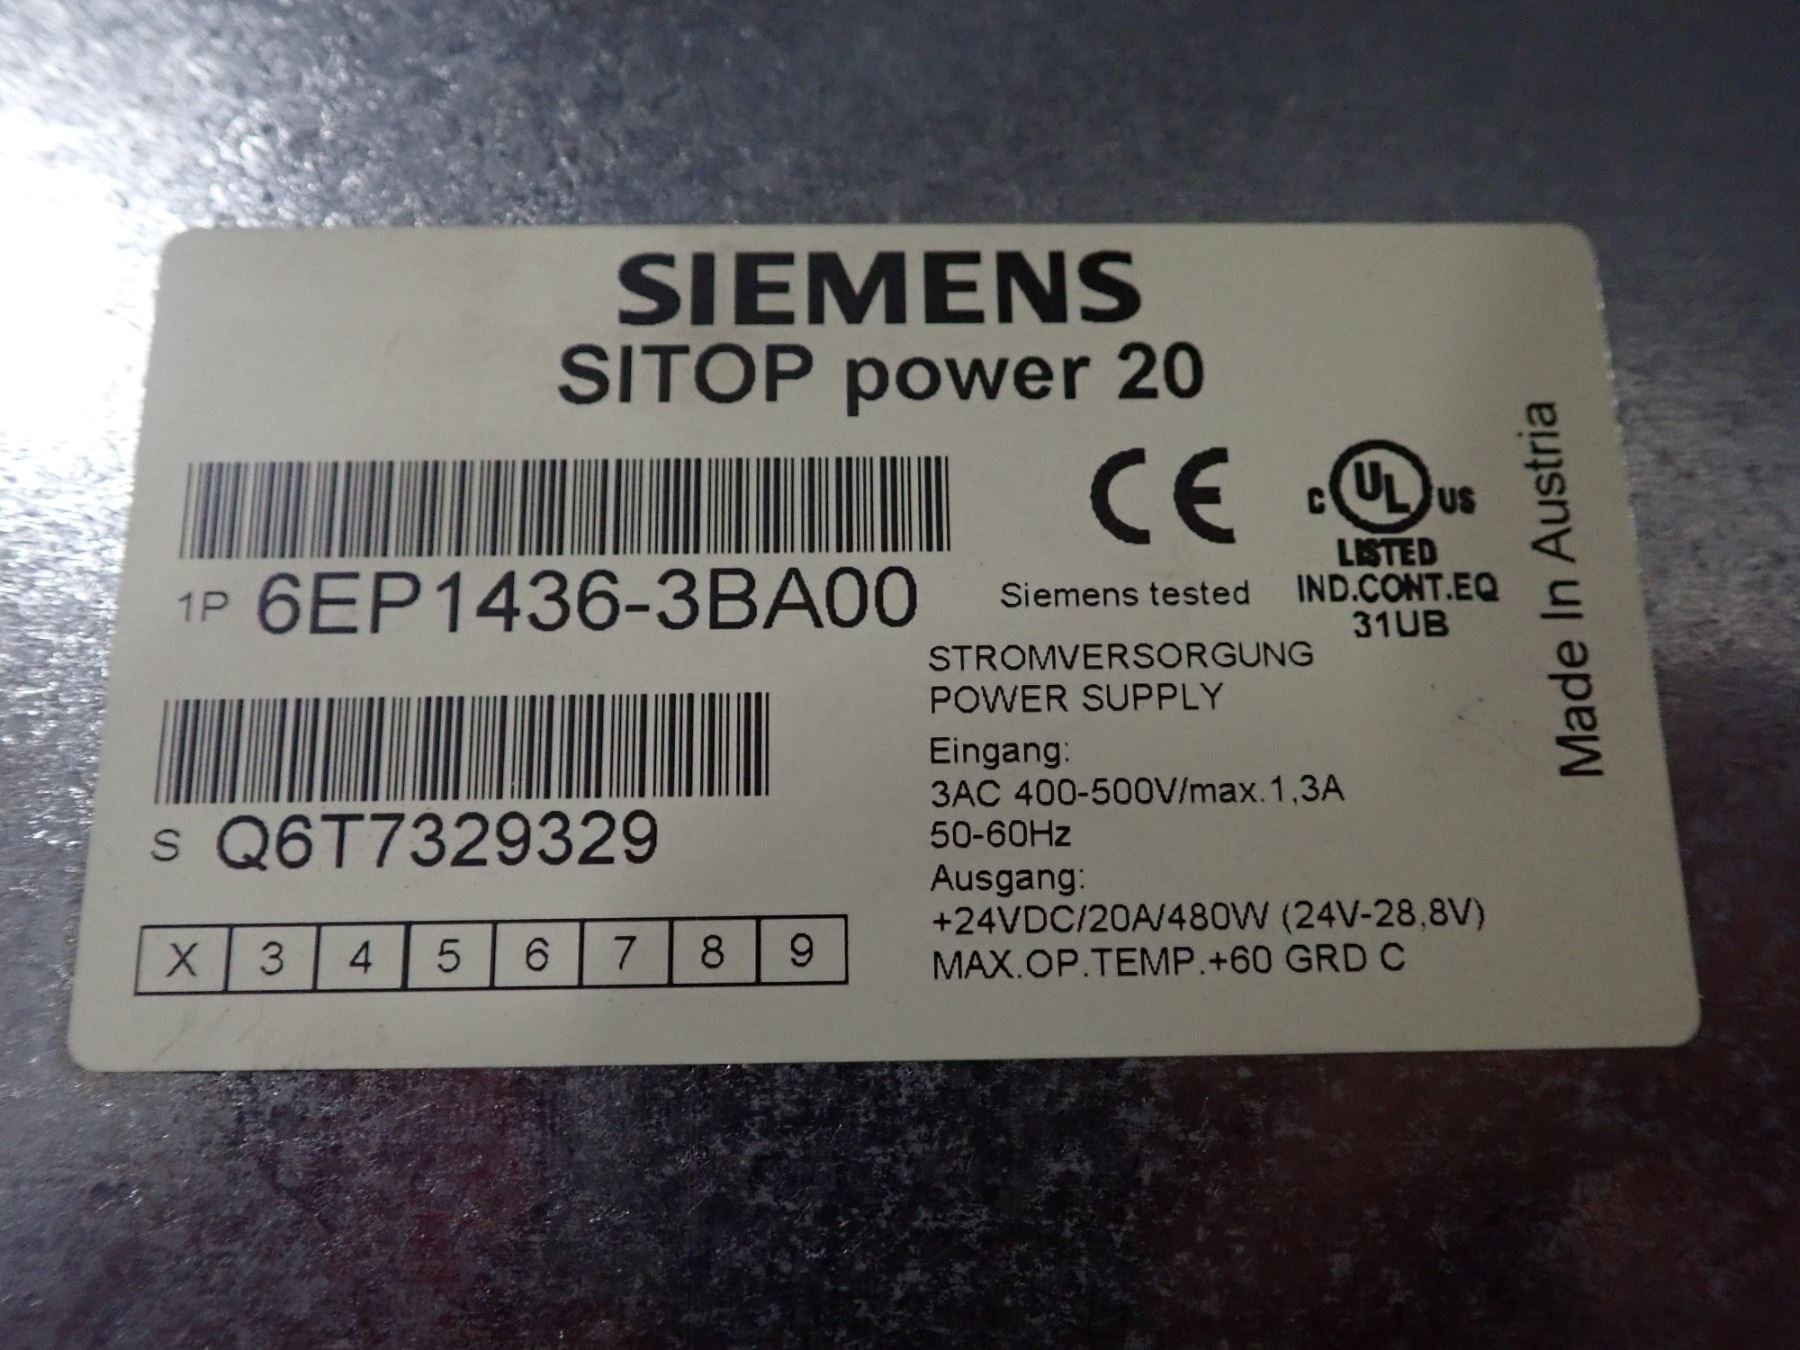 SIEMENS
SITOP power 20
1P 6EP1436-3BA00
S Q6T7329329
X 3 4 5 6 7 8 9
CE
Siemens tested
C UL US
LISTED
IND.CONT.EQ
31UB
STROMVERSORGUNG
POWER SUPPLY
Eingang:
3AC 400-500V/max.1,3A
50-60Hz
Ausgang:
+24VDC/20A/480W (24V-28,8V)
MAX.OP.TEMP.+60 GRD C
Made In Austria